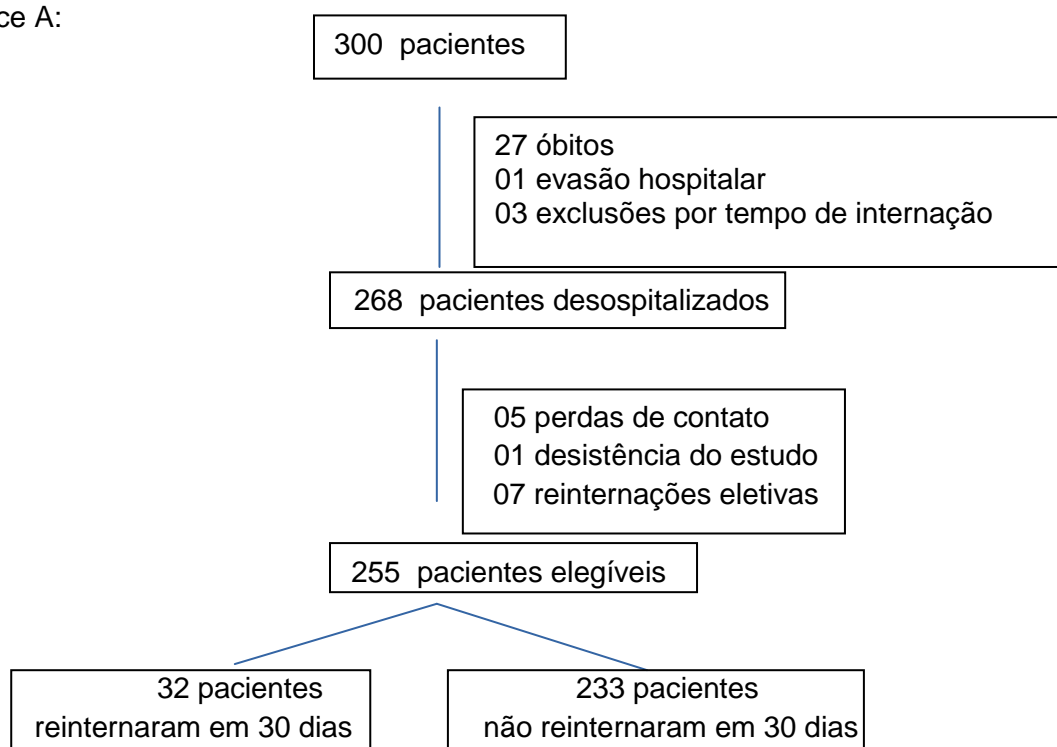 ce A:
300 pacientes
27 óbitos
01 evasão hospitalar
03 exclusões por tempo de internação
268 pacientes desospitalizados
05 perdas de contato
01 desistência do estudo
07 reinternações eletivas
255 pacientes elegíveis
32 pacientes
reinternaram em 30 dias
233 pacientes
não reinternaram em 30 dias